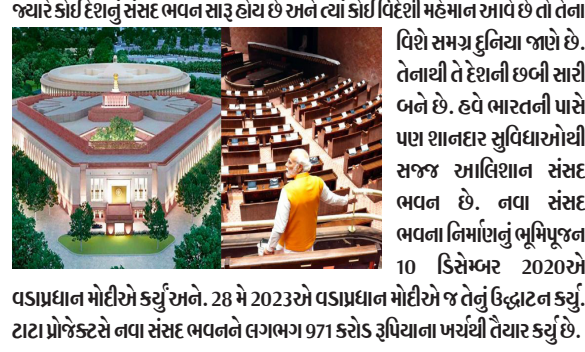 જ્યારે કોઈ દેશનું સંસદ ભવન સારૂ હોય છે અને ત્યાં કોઈ વિદેશી મહેમાન આવે છે તો તેના
વિશે સમગ્ર દુનિયા જાણે છે.
તેનાથી તે દેશની છબી સારી
બને છે. હવે ભારતની પાસે
પણ શાનદાર સુવિધાઓથી
સજ્જ આલિશાન સંસદ
ભવન છે. નવા સંસદ
ભવના નિર્માણનું ભૂમિપૂજન
10 ડિસેમ્બર 2020એ
વડાપ્રધાન મોદીએ કર્યું અને. 28 મે 2023એ વડાપ્રધાન મોદીએ જ તેનું ઉદ્ઘાટન કર્યુ.
ટાટા પ્રોજેક્ટસે નવા સંસદ ભવનને લગભગ 971 કરોડ રૂપિયાના ખર્ચથી તૈયાર કર્યુ છે.